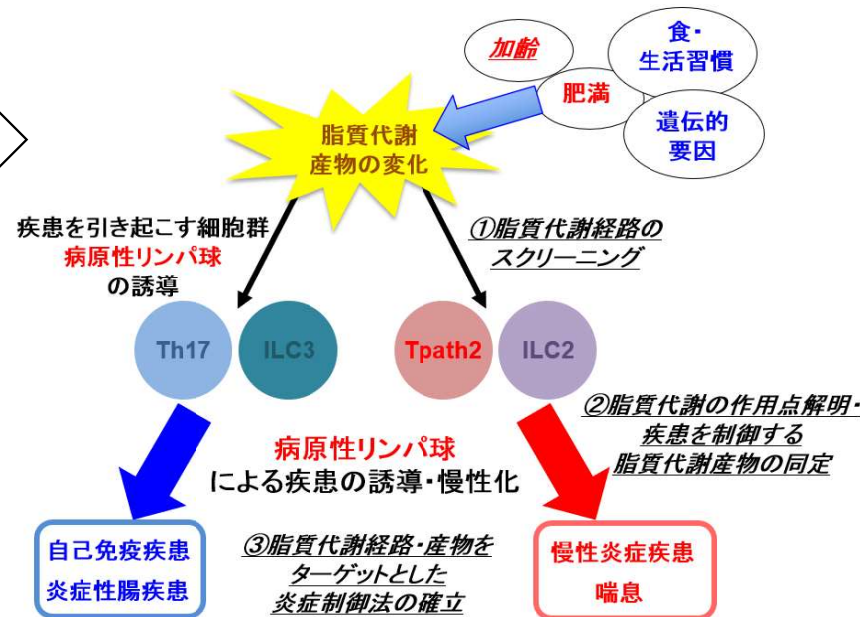 加齢
食・
生活習慣
肥満
遺伝的
要因
脂質代謝
産物の変化
疾患を引き起こす細胞群
病原性リンパ球
の誘導
①脂質代謝経路の
スクリーニング
Th17
ILC3
Tpath2
ILC2
②脂質代謝の作用点解明・
疾患を制御する
脂質代謝産物の同定
病原性リンパ球
による疾患の誘導・慢性化
自己免疫疾患
炎症性腸疾患
③脂質代謝経路・産物を
ターゲットとした
炎症制御法の確立
慢性炎症疾患
喘息